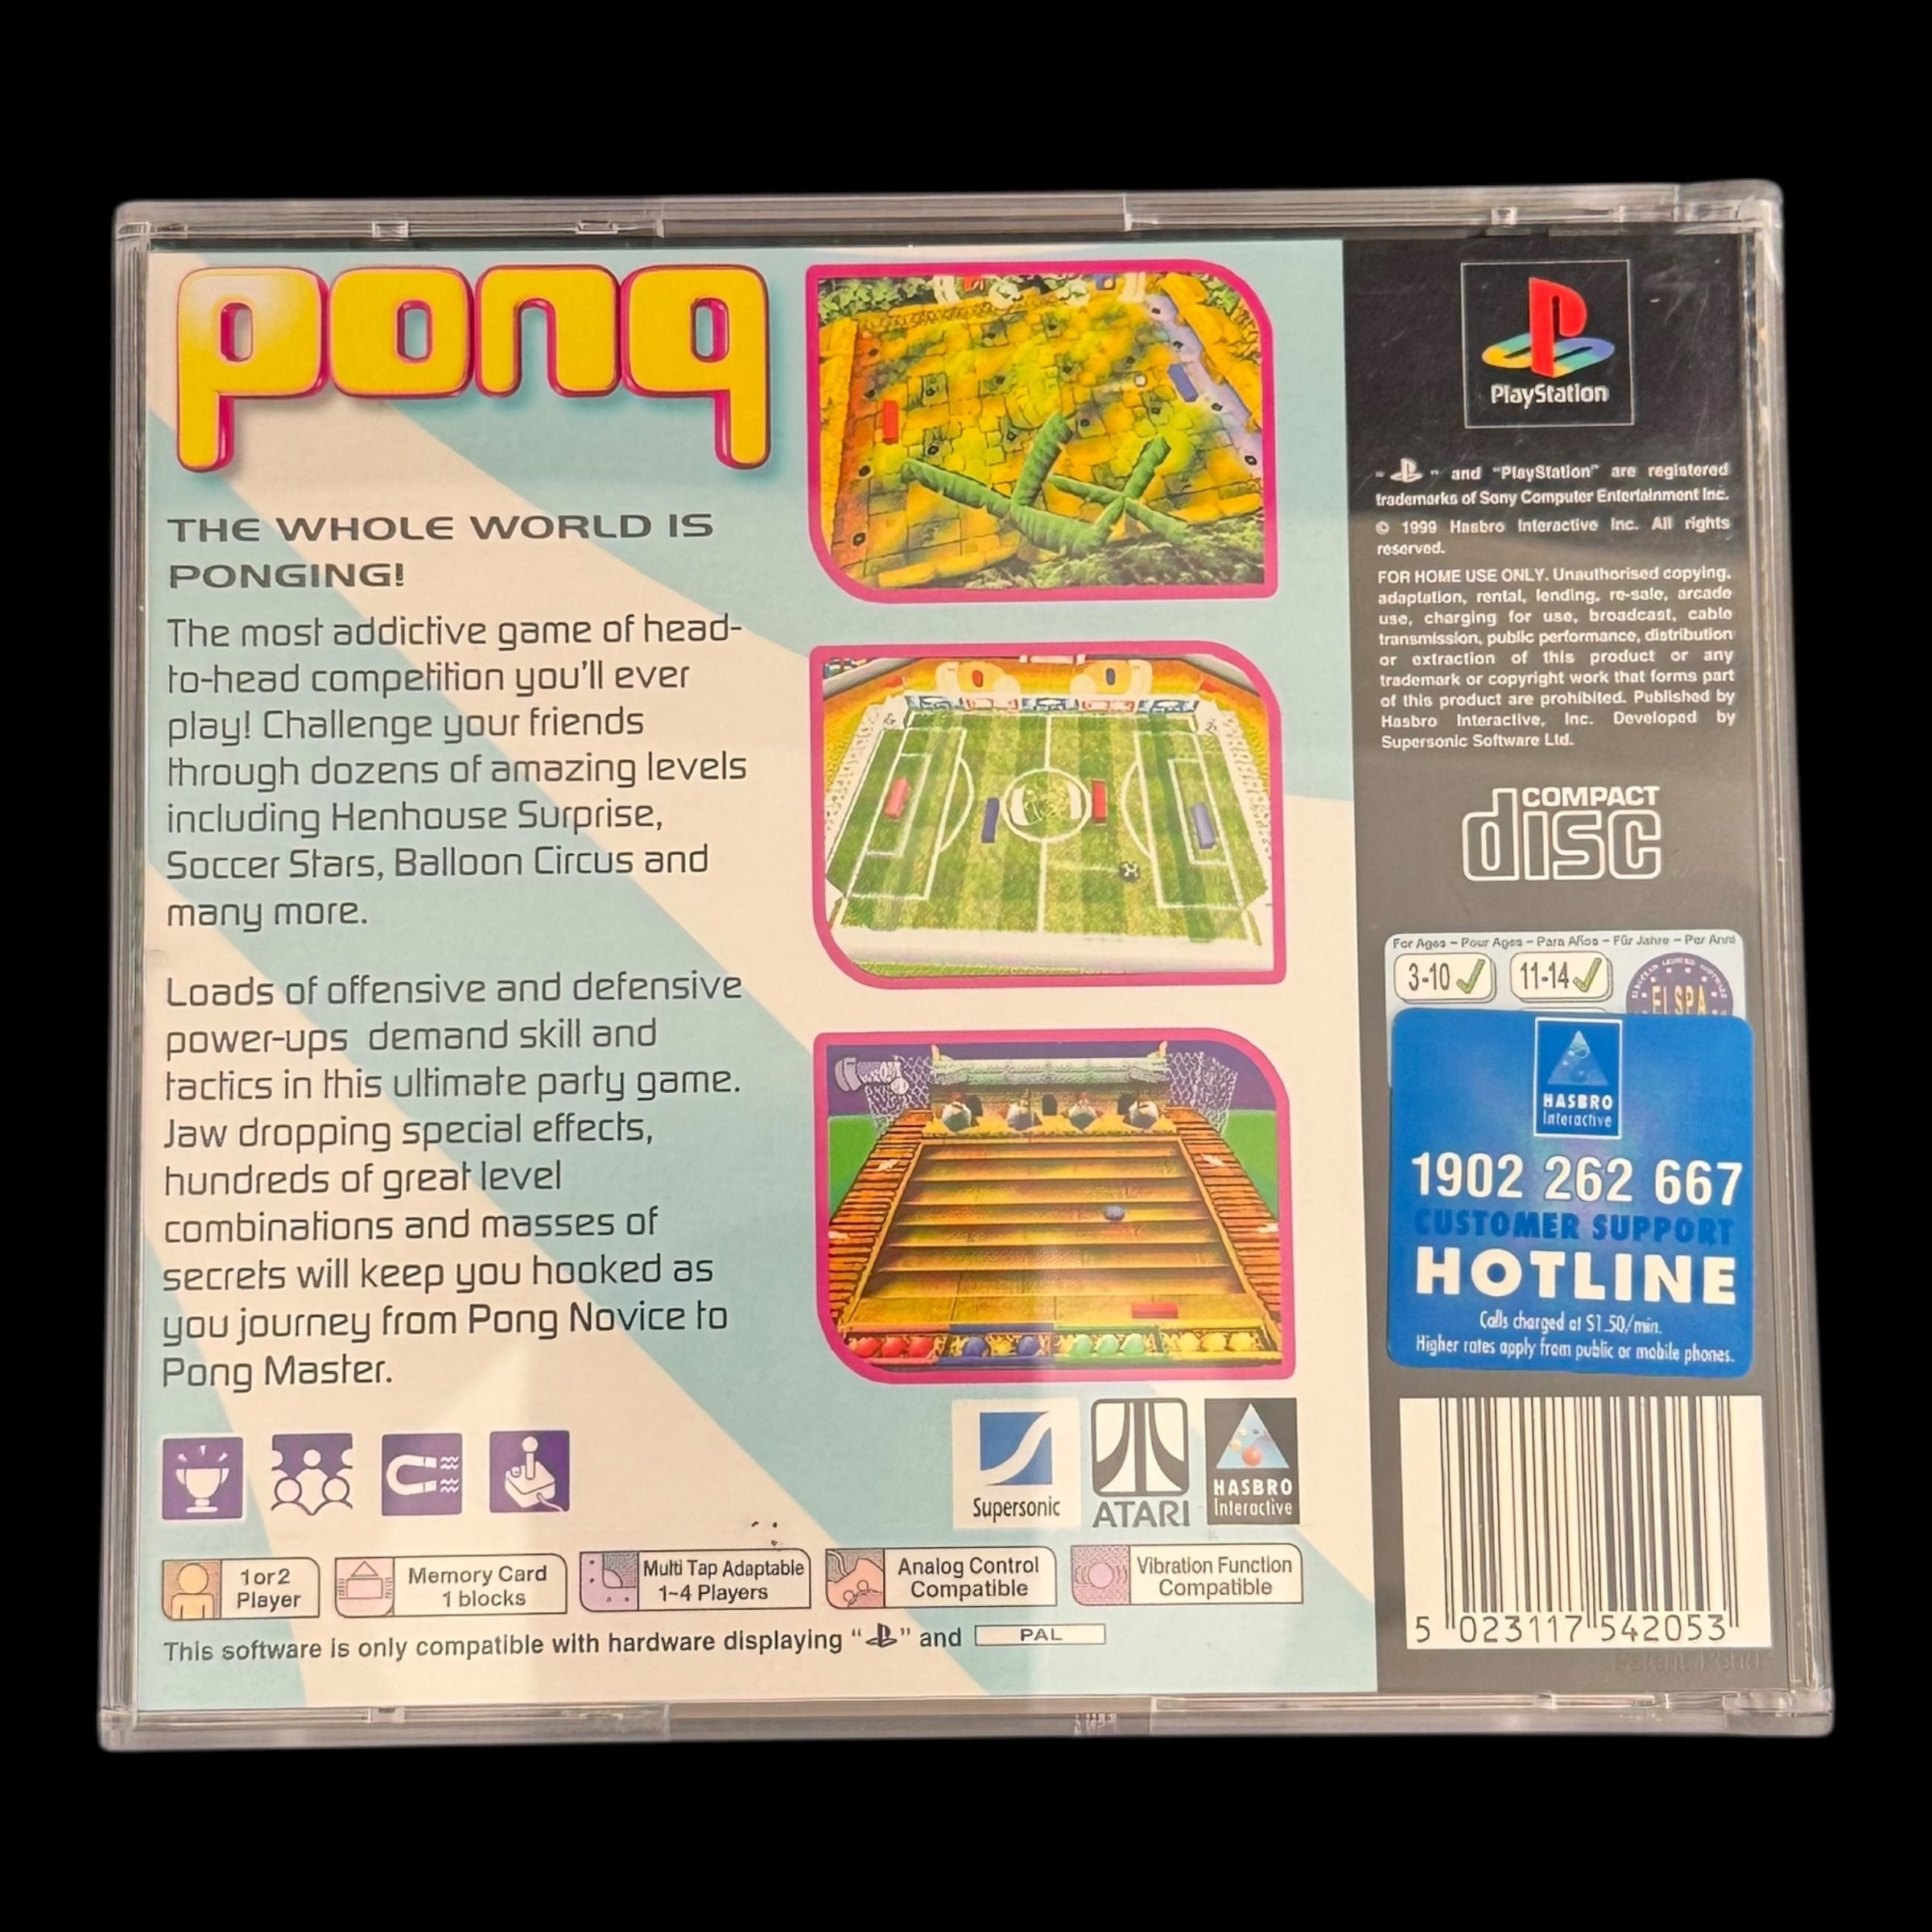 pong
THE WHOLE WORLD IS
PONGING!
The most addictive game of head-
to-head competition you'll ever
play! Challenge your friends
through dozens of amazing levels
including Henhouse Surprise,
Soccer Stars, Balloon Circus and
many more.
Loads of offensive and defensive
power-ups demand skill and
tactics in this ultimate party game.
Jaw dropping special effects,
hundreds of great level
combinations and masses of
secrets will keep you hooked as
you journey from Pong Novice to
Pong Master.
Supersonic
ATARI
HASBRO
Interactive
1or2
Player
Memory Card
1 blocks
Multi Tap Adaptable
1~4 Players
Analog Control
Compatible
Vibration Function
Compatible
This software is only compatible with hardware displaying “ ” and PAL
PlayStation
“ ” and “PlayStation” are registered
trademarks of Sony Computer Entertainment Inc.
© 1999 Hasbro Interactive Inc. All rights
reserved.
FOR HOME USE ONLY. Unauthorised copying,
adaptation, rental, lending, re-sale, arcade
use, charging for use, broadcast, cable
transmission, public performance, distribution
or extraction of this product or any
trademark or copyright work that forms part
of this product are prohibited. Published by
Hasbro Interactive, Inc. Developed by
Supersonic Software Ltd.
COMPACT
disc
For Ages – Pour Ages – Para Años – Für Jahre – Per Anni
3-10 11-14
ELSPA
HASBRO
Interactive
1902 262 667
CUSTOMER SUPPORT
HOTLINE
Calls charged at $1.50/min.
Higher rates apply from public or mobile phones.
5 023117 542053